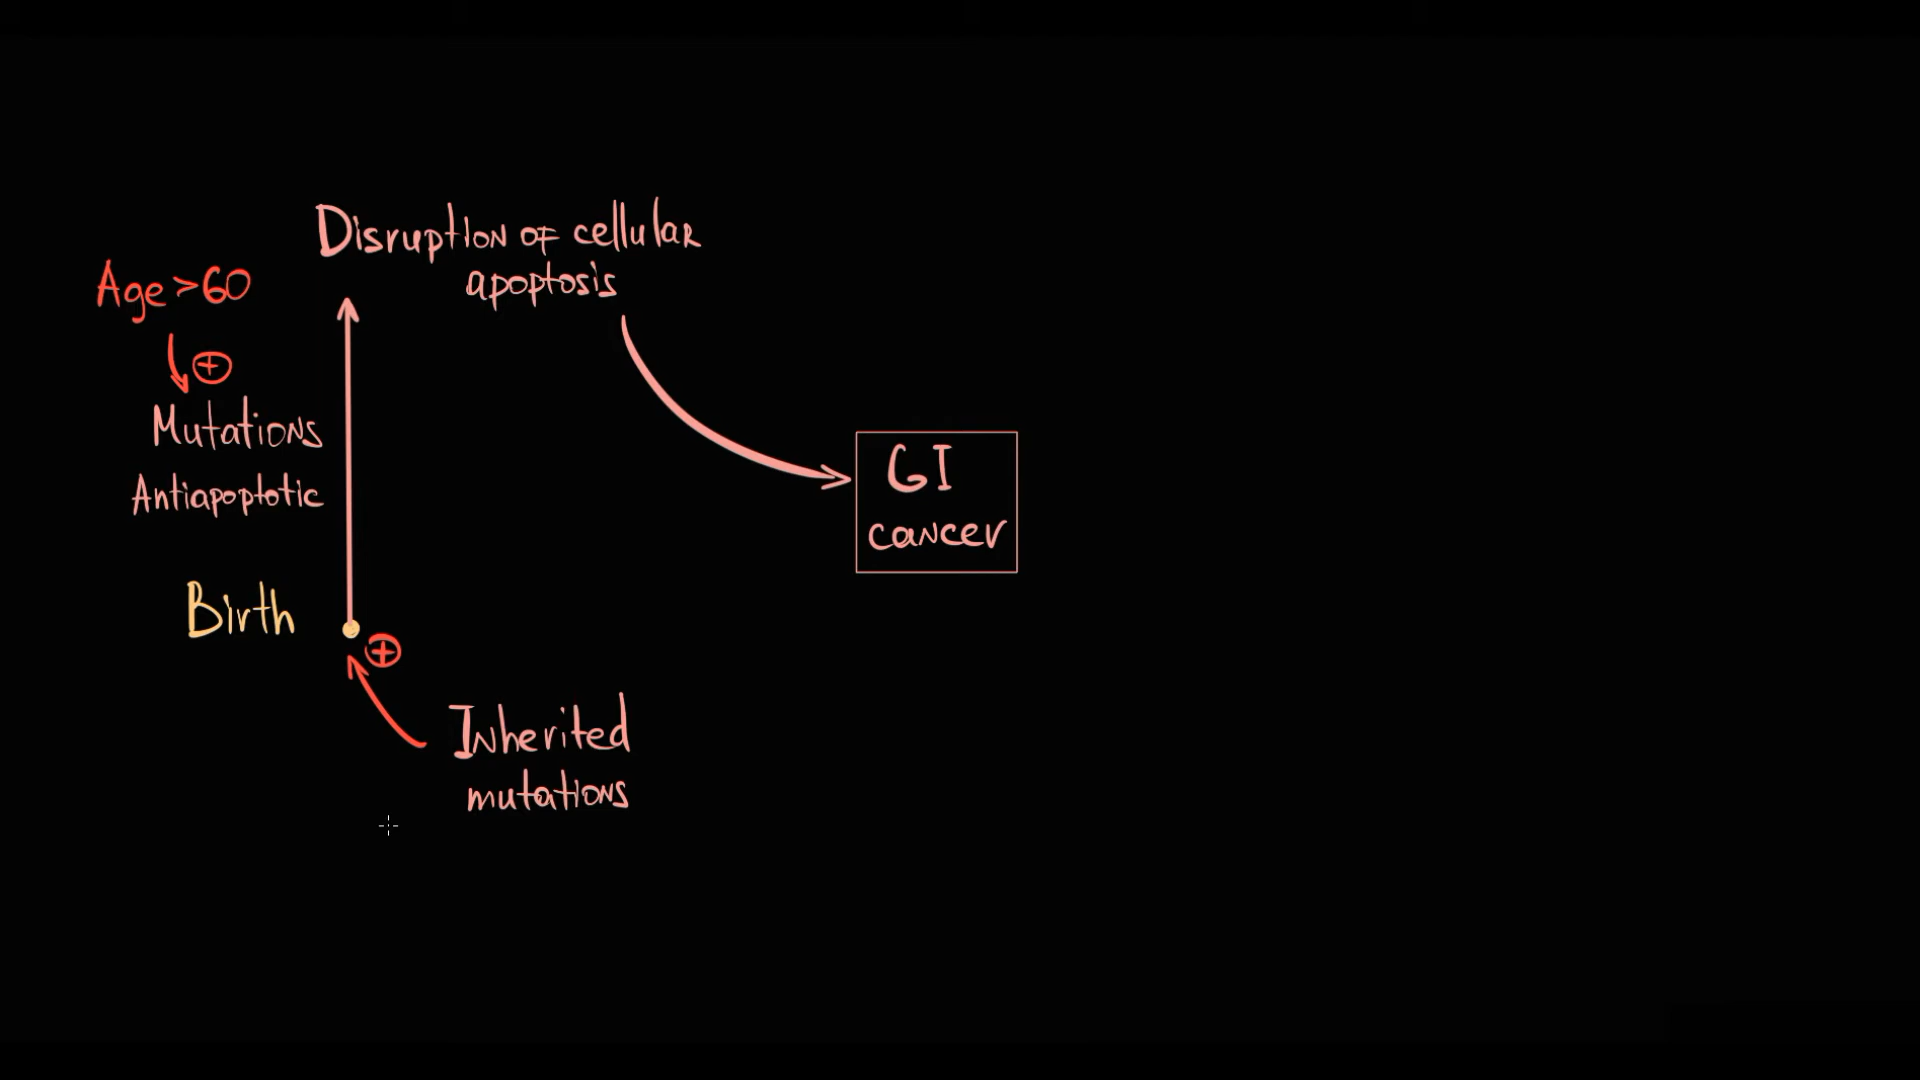 Disruption of cellular
apoptosis
Age >60
+
Mutations
Antiapoptotic
GI
cancer
Birth
+
Inherited
mutations